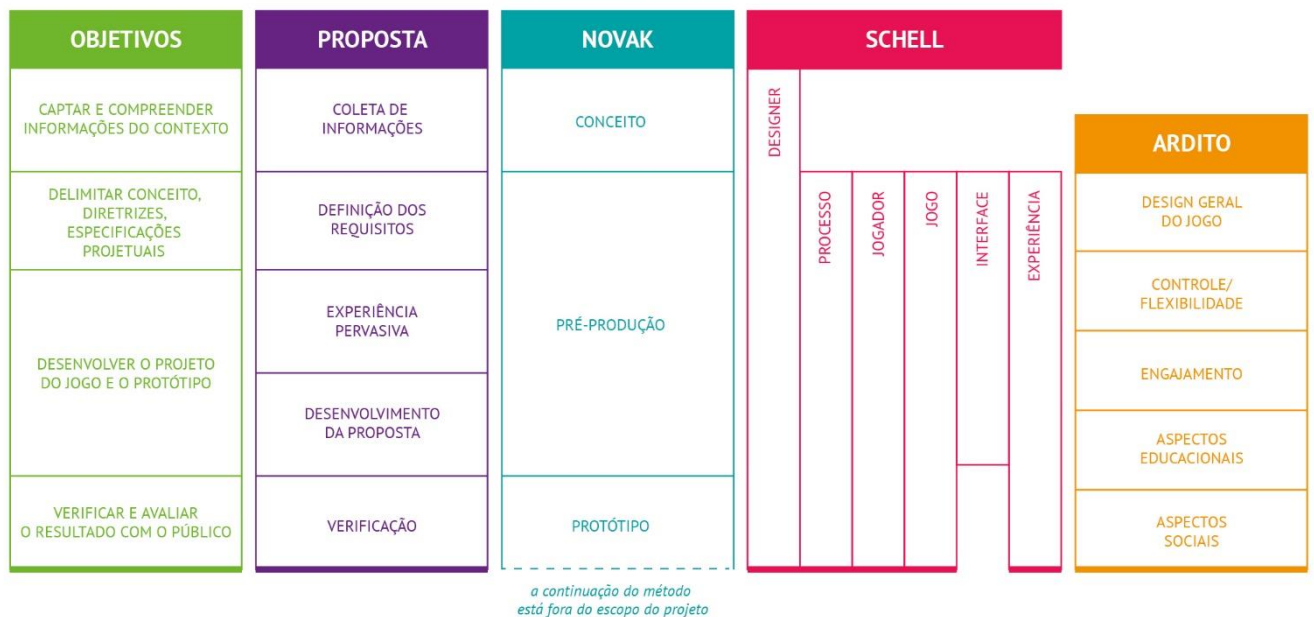 OBJETIVOS
CAPTAR E COMPREENDER
INFORMAÇÕES DO CONTEXTO
DELIMITAR CONCEITO,
DIRETRIZES,
ESPECIFICAÇÕES
PROJETUAIS
DESENVOLVER O PROJETO
DO JOGO E O PROTÓTIPO
VERIFICAR E AVALIAR
O RESULTADO COM O PÚBLICO
PROPOSTA
COLETA DE
INFORMAÇÕES
DEFINIÇÃO DOS
REQUISITOS
EXPERIÊNCIA
PERVASIVA
DESENVOLVIMENTO
DA PROPOSTA
VERIFICAÇÃO
NOVAK
CONCEITO
PRÉ-PRODUÇÃO
PROTÓTIPO
a continuação do método
está fora do escopo do projeto
SCHELL
DESIGNER
PROCESSO
JOGADOR
JOGO
INTERFACE
EXPERIÊNCIA
ARDITO
DESIGN GERAL
DO JOGO
CONTROLE/
FLEXIBILIDADE
ENGAJAMENTO
ASPECTOS
EDUCACIONAIS
ASPECTOS
SOCIAIS